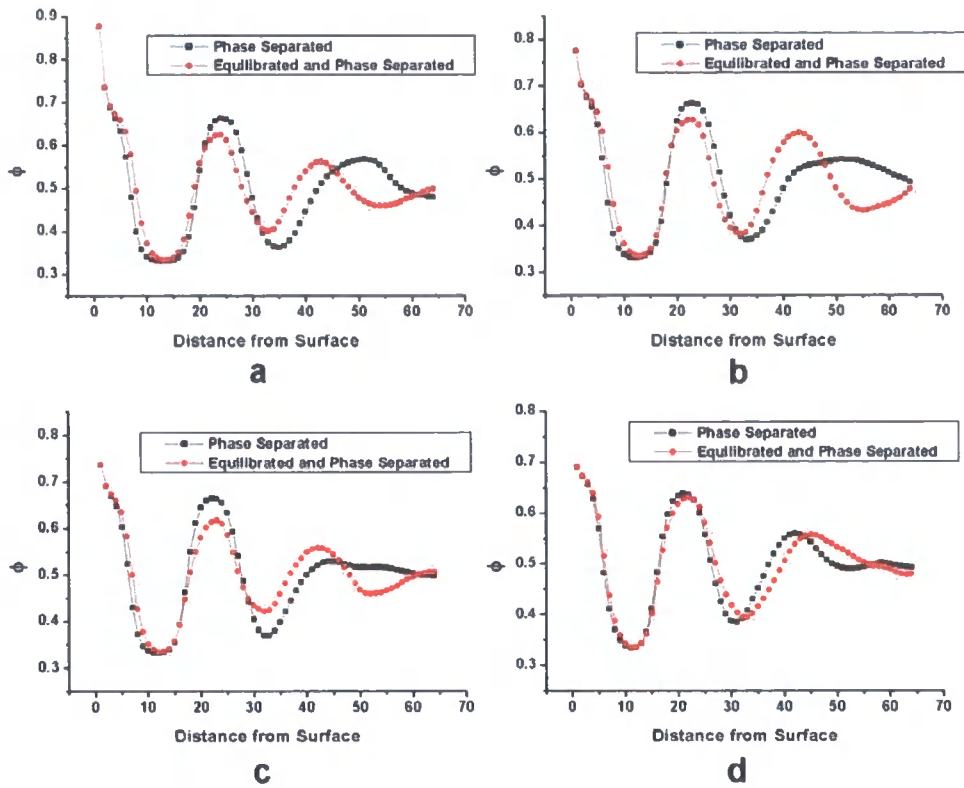 Phase Separated
Equilibrated and Phase Separated
0.9
0.8
0.7
0.6
0.5
0.4
0.3
ϕ
0 10 20 30 40 50 60 70
Distance from Surface
a
Phase Separated
Equilibrated and Phase Separated
0.8
0.7
0.6
0.5
0.4
0.3
ϕ
0 10 20 30 40 50 60 70
Distance from Surface
b
Phase Separated
Equilibrated and Phase Separated
0.8
0.7
0.6
0.5
0.4
0.3
ϕ
0 10 20 30 40 50 60 70
Distance from Surface
c
Phase Separated
Equilibrated and Phase Separated
0.8
0.7
0.6
0.5
0.4
0.3
ϕ
0 10 20 30 40 50 60 70
Distance from Surface
d